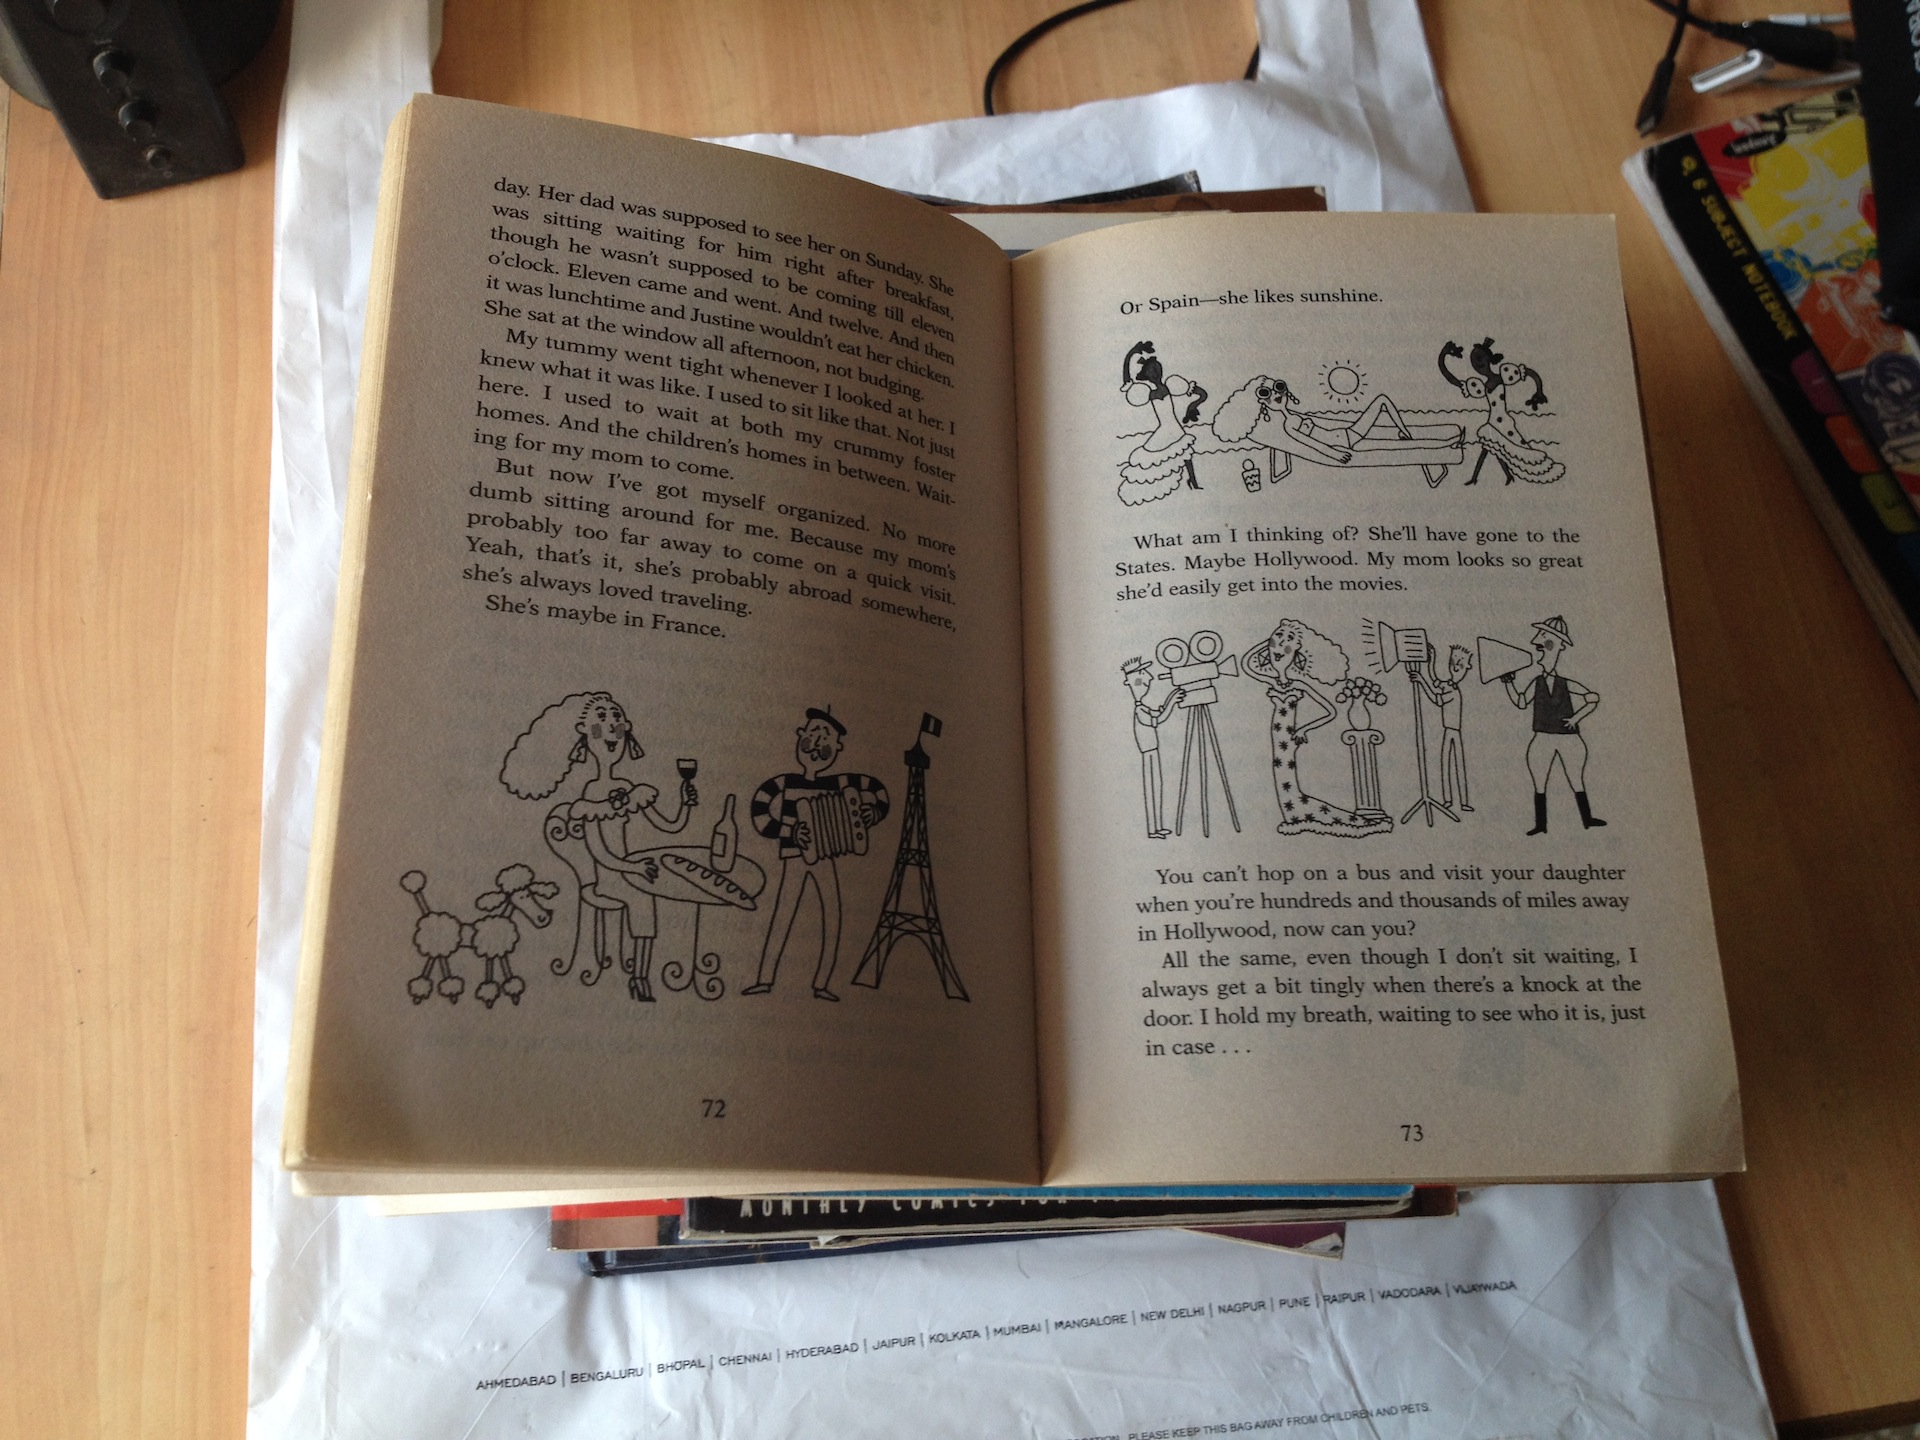 day. Her dad was supposed to see her on Sunday. She
was sitting waiting for him right after breakfast,
though he wasn't supposed to be coming till eleven
o'clock. Eleven came and went. And twelve. And then
it was lunchtime and Justine wouldn't eat her chicken.
She sat at the window all afternoon, not budging.
My tummy went tight whenever I looked at her. I
knew what it was like. I used to sit like that. Not just
here. I used to wait at both my crummy foster
homes. And the children's homes in between. Wait-
ing for my mom to come.
But now I've got myself organized. No more
dumb sitting around for me. Because my mom's
probably too far away to come on a quick visit.
Yeah, that's it, she's probably abroad somewhere,
she's always loved traveling.
She's maybe in France.
72
Or Spain—she likes sunshine.
What am I thinking of? She'll have gone to the
States. Maybe Hollywood. My mom looks so great
she'd easily get into the movies.
You can't hop on a bus and visit your daughter
when you're hundreds and thousands of miles away
in Hollywood, now can you?
All the same, even though I don't sit waiting, I
always get a bit tingly when there's a knock at the
door. I hold my breath, waiting to see who it is, just
in case . . .
73
MONTHLY COMICS
AHMEDABAD | BENGALURU | BHOPAL | CHENNAI | HYDERABAD | JAIPUR | KOLKATA | MUMBAI | MANGALORE | NEW DELHI | NAGPUR | PUNE | RAIPUR | VADODARA | VIJAYWADA
PLEASE KEEP THIS BAG AWAY FROM CHILDREN AND PETS.
6 SUBJECT NOTEBOOK